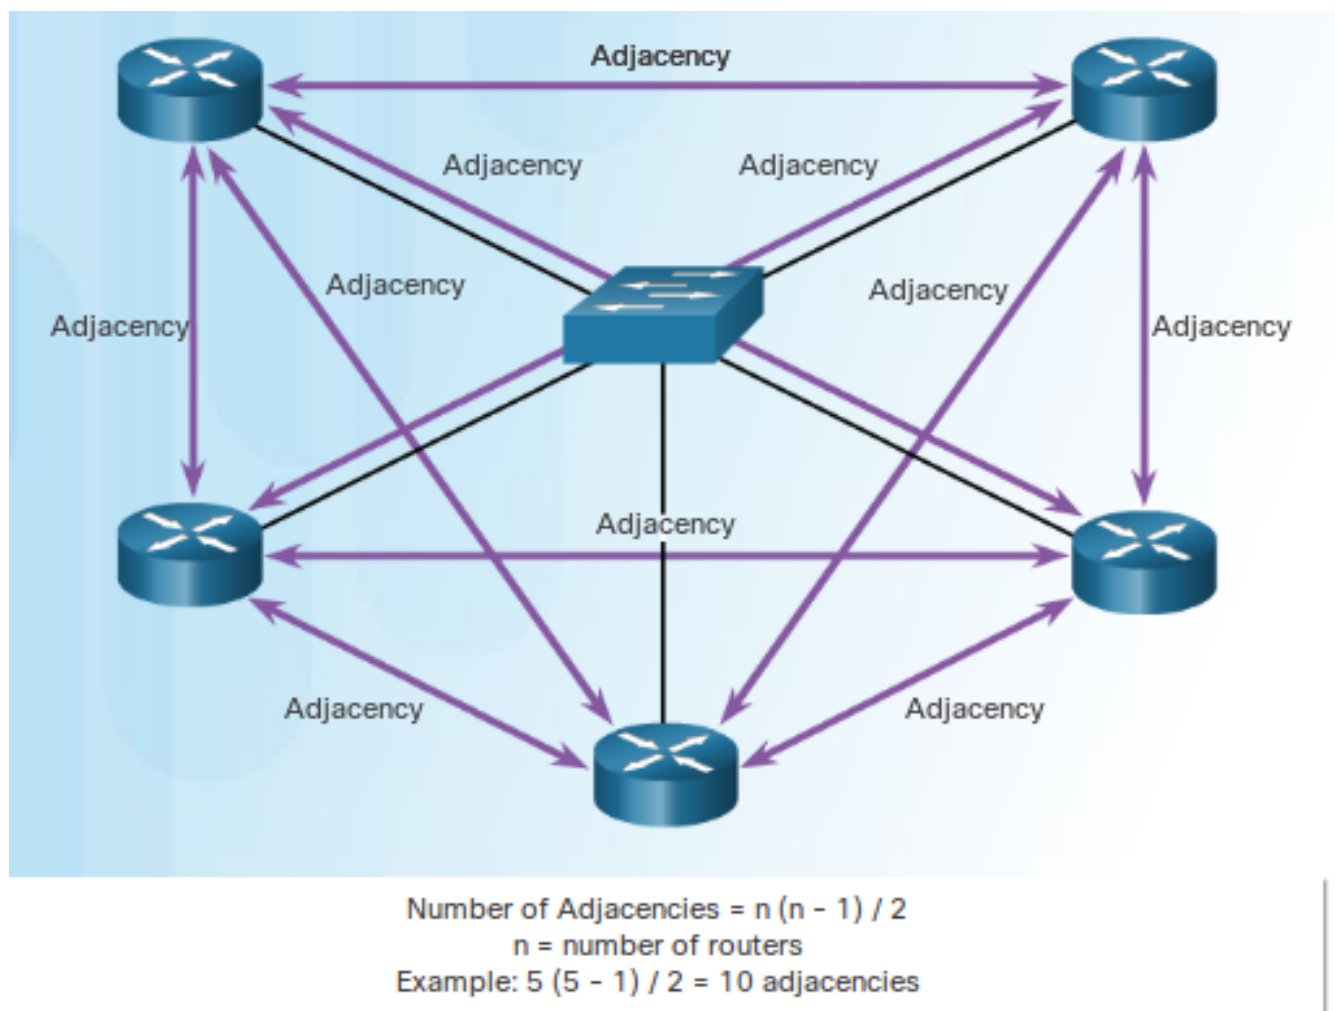 Adjacency
Adjacency
Adjacency
Adjacency
Adjacency
Adjacency
Adjacency
Adjacency
Adjacency
Adjacency
Number of Adjacencies = n (n – 1) / 2
n = number of routers
Example: 5 (5 – 1) / 2 = 10 adjacencies